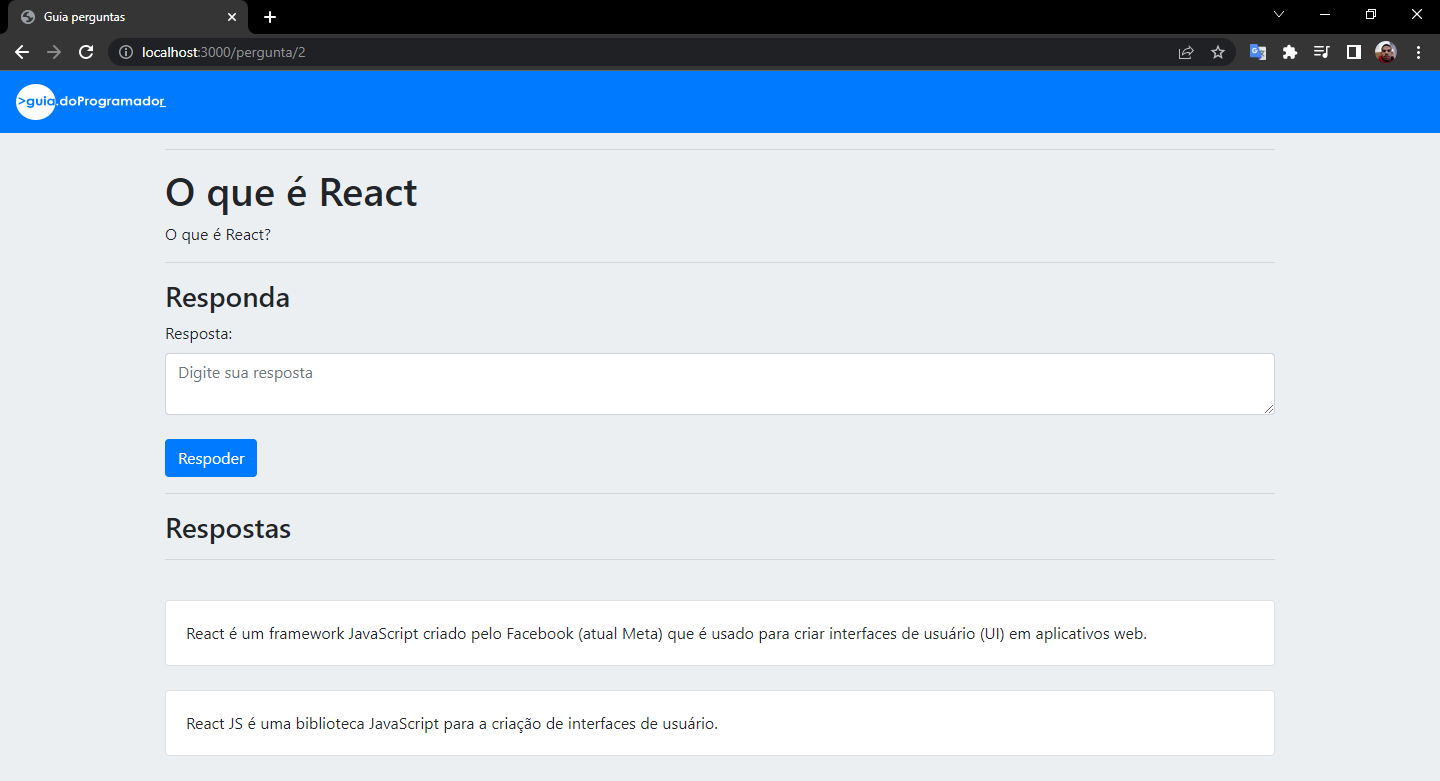 Guia perguntas
localhost:3000/pergunta/2
>guia.doProgramador_
O que é React
O que é React?
Responda
Resposta:
Digite sua resposta
Respoder
Respostas
React é um framework JavaScript criado pelo Facebook (atual Meta) que é usado para criar interfaces de usuário (UI) em aplicativos web.
React JS é uma biblioteca JavaScript para a criação de interfaces de usuário.